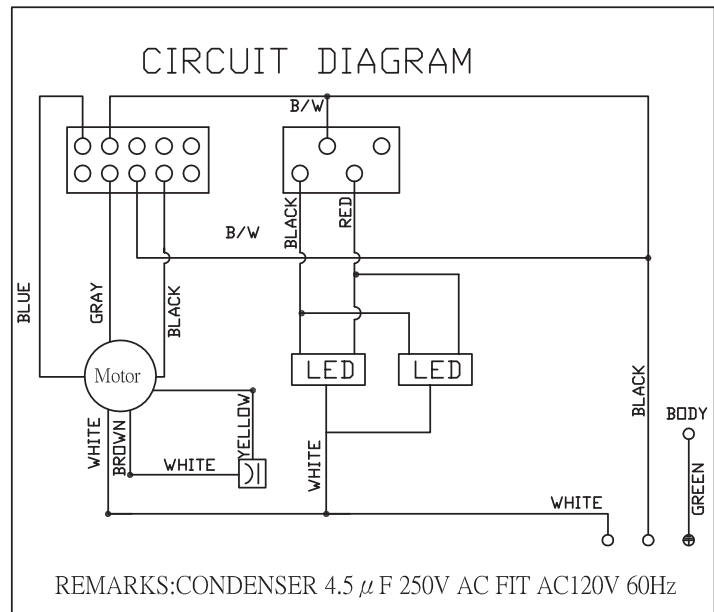 CIRCUIT DIAGRAM
B/W
BLACK
RED
B/W
BLUE
GRAY
BLACK
Motor
LED
LED
BLACK
BODY
WHITE
BROWN
WHITE
YELLOW
WHITE
WHITE
GREEN
REMARKS:CONDENSER 4.5 μ F 250V AC FIT AC120V 60Hz